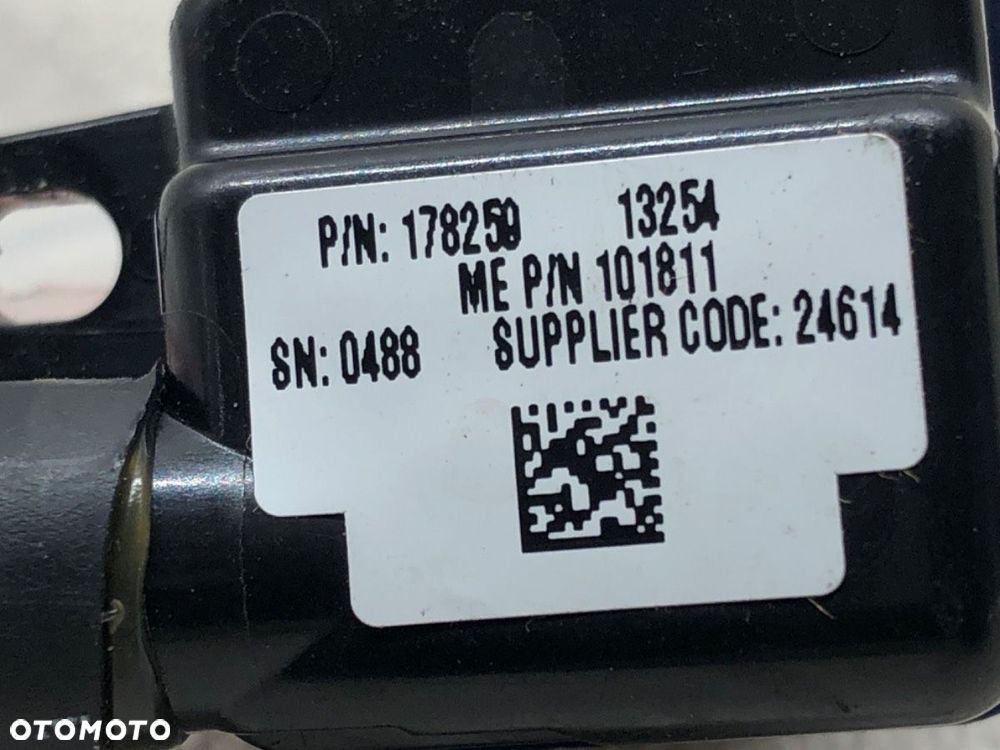 P/N: 178250 13254
ME P/N 101811
SN: 0488 SUPPLIER CODE: 24614
OTOMOTO